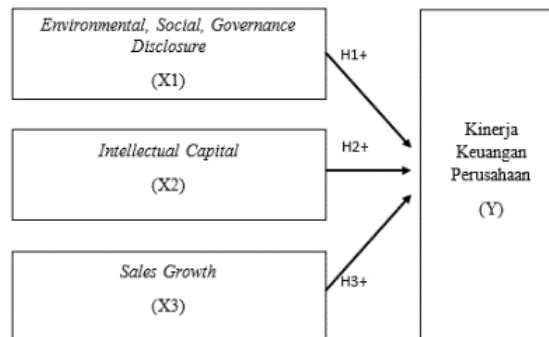 Environmental, Social, Governance
Disclosure
(X1)
H1+
Intellectual Capital
(X2)
H2+
Sales Growth
(X3)
H3+
Kinerja
Keuangan
Perusahaan
(Y)